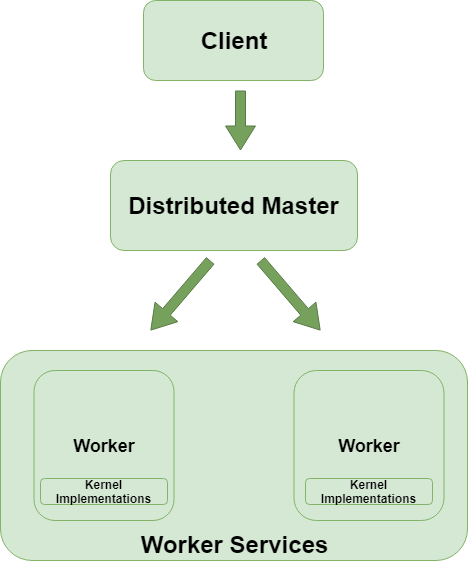 Client
Distributed Master
Worker
Kernel
Implementations
Worker
Kernel
Implementations
Worker Services